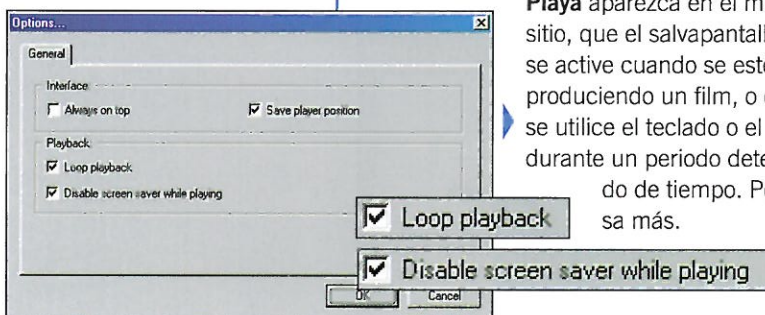 Options...
General
Interface
Always on top
Save player position
Playback
Loop playback
Disable screen saver while playing
OK
Cancel
Loop playback
Disable screen saver while playing
Playa aparezca en el m
sitio, que el salvapantall
se active cuando se est
produciendo un film, o
se utilice el teclado o el
durante un periodo dete
do de tiempo. P
sa más.